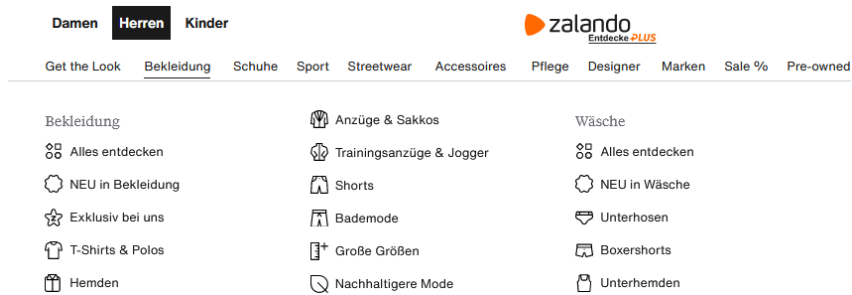 Damen Herren Kinder
zalando
Entdecke PLUS
Get the Look Bekleidung Schuhe Sport Streetwear Accessoires Pflege Designer Marken Sale % Pre-owned
Bekleidung
Alles entdecken
NEU in Bekleidung
Exklusiv bei uns
T-Shirts & Polos
Hemden
Anzüge & Sakkos
Trainingsanzüge & Jogger
Shorts
Bademode
Große Größen
Nachhaltigere Mode
Wäsche
Alles entdecken
NEU in Wäsche
Unterhosen
Boxershorts
Unterhemden